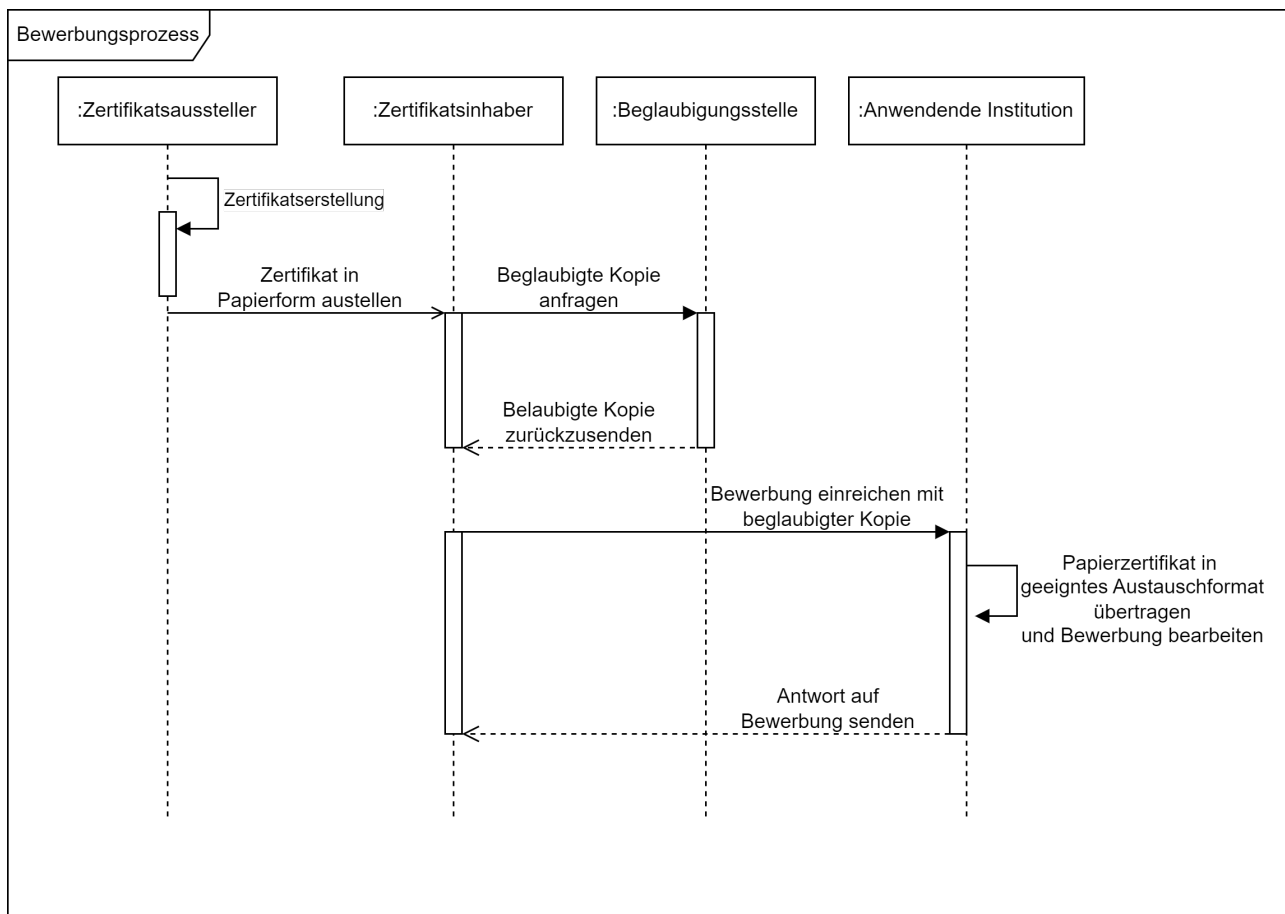 Bewerbungsprozess
:Zertifikatsaussteller
:Zertifikatsinhaber
:Beglaubigungsstelle
:Anwendende Institution
Zertifikatserstellung
Zertifikat in
Papierform austellen
Beglaubigte Kopie
anfragen
Belaubigte Kopie
zurückzusenden
Bewerbung einreichen mit
beglaubigter Kopie
Papierzertifikat in
geeigntes Austauschformat
übertragen
und Bewerbung bearbeiten
Antwort auf
Bewerbung senden